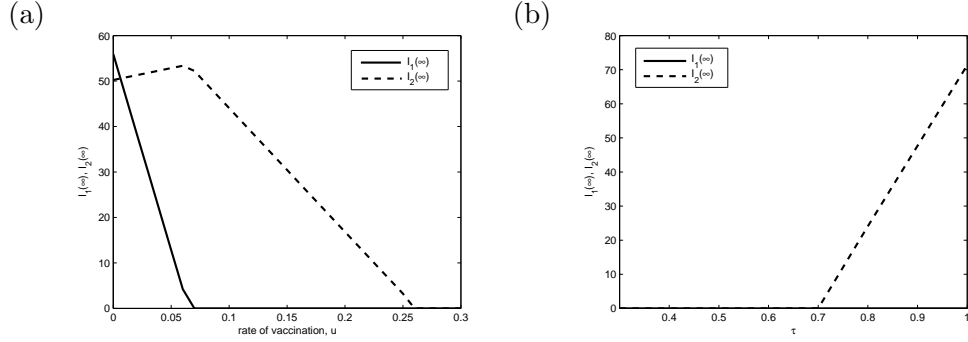 (a)
60
50
40
30
20
10
0
I₁(∞), I₂(∞)
0 0.05 0.1 0.15 0.2 0.25 0.3
rate of vaccination, u
I₁(∞)
I₂(∞)
(b)
80
70
60
50
40
30
20
10
0
I₁(∞), I₂(∞)
0.4 0.5 0.6 0.7 0.8 0.9 1
τ
I₁(∞)
I₂(∞)